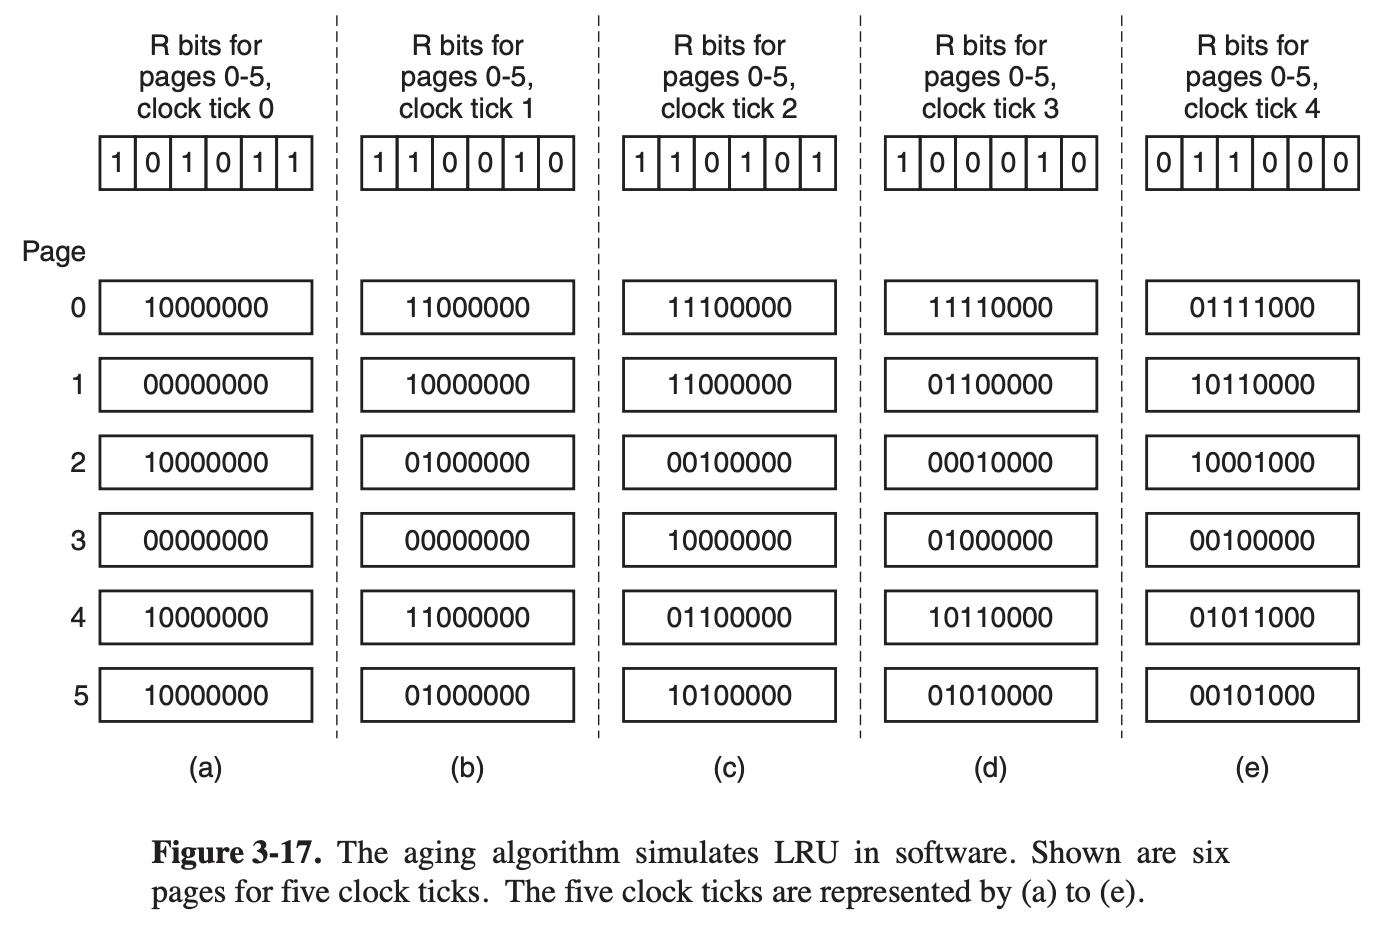 R bits for pages 0-5, clock tick 0
R bits for pages 0-5, clock tick 1
R bits for pages 0-5, clock tick 2
R bits for pages 0-5, clock tick 3
R bits for pages 0-5, clock tick 4
1 0 1 0 1 1
1 1 0 0 1 0
1 1 0 1 0 1
1 0 0 0 1 0
0 1 1 0 0 0
Page
0 10000000 11000000 11100000 11110000 01111000
1 00000000 10000000 11000000 01100000 10110000
2 10000000 01000000 00100000 00010000 10001000
3 00000000 00000000 10000000 01000000 00100000
4 10000000 11000000 01100000 10110000 01011000
5 10000000 01000000 10100000 01010000 00101000
(a) (b) (c) (d) (e)
Figure 3-17. The aging algorithm simulates LRU in software. Shown are six
pages for five clock ticks. The five clock ticks are represented by (a) to (e).